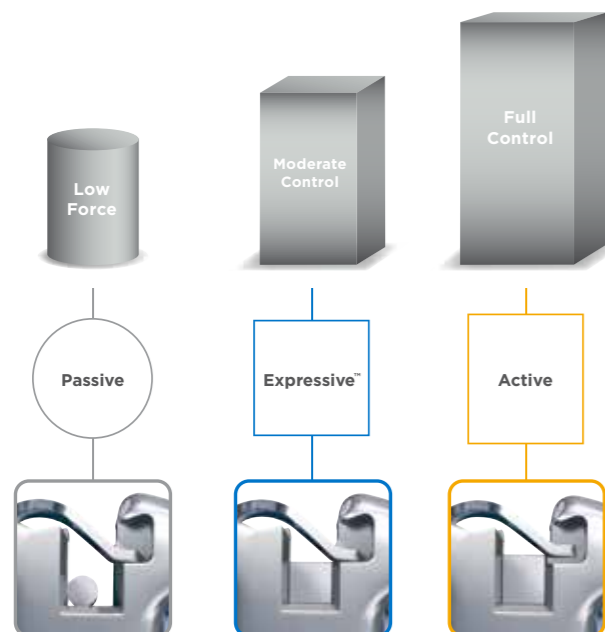 Low
Force
Moderate
Control
Full
Control
Passive
Expressive™
Active